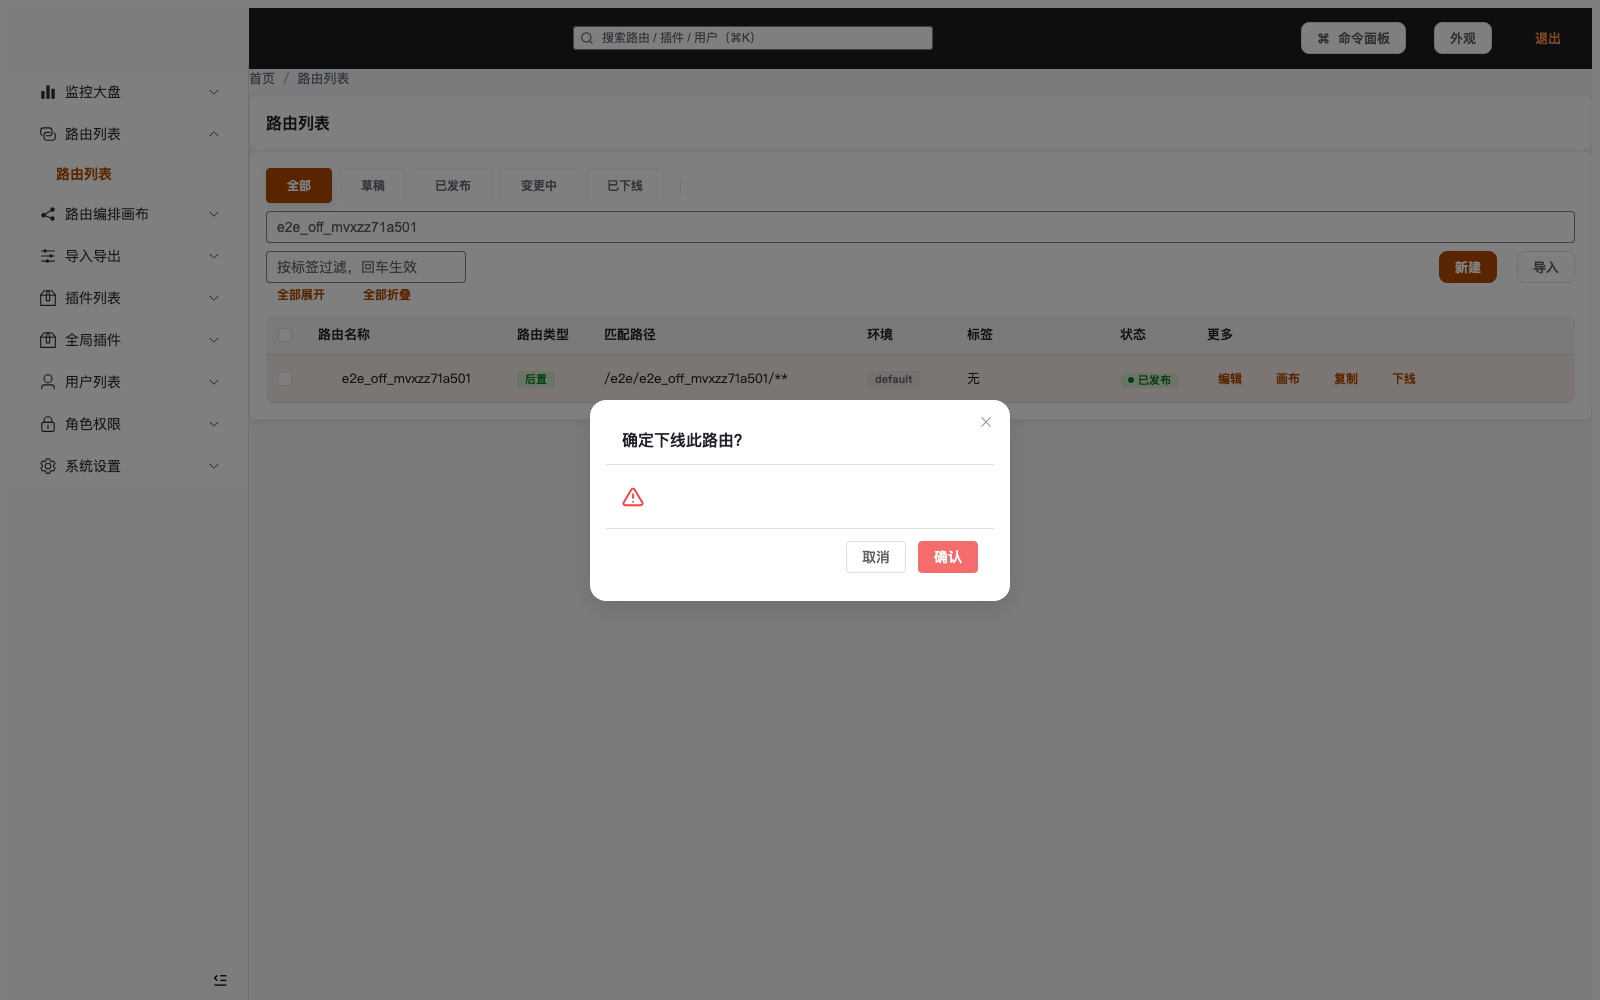 搜索路由 / 插件 / 用户（⌘K）
⌘ 命令面板
外观
退出
监控大盘
路由列表
路由列表
路由编排画布
导入导出
插件列表
全局插件
用户列表
角色权限
系统设置
首页 / 路由列表
路由列表
全部 草稿 已发布 变更中 已下线
e2e_off_mvxzz71a501
按标签过滤，回车生效
新建 导入
全部展开 全部折叠
路由名称 路由类型 匹配路径 环境 标签 状态 更多
e2e_off_mvxzz71a501 后置 /e2e/e2e_off_mvxzz71a501/** default 无 已发布 编辑 画布 复制 下线
确定下线此路由?
取消 确认